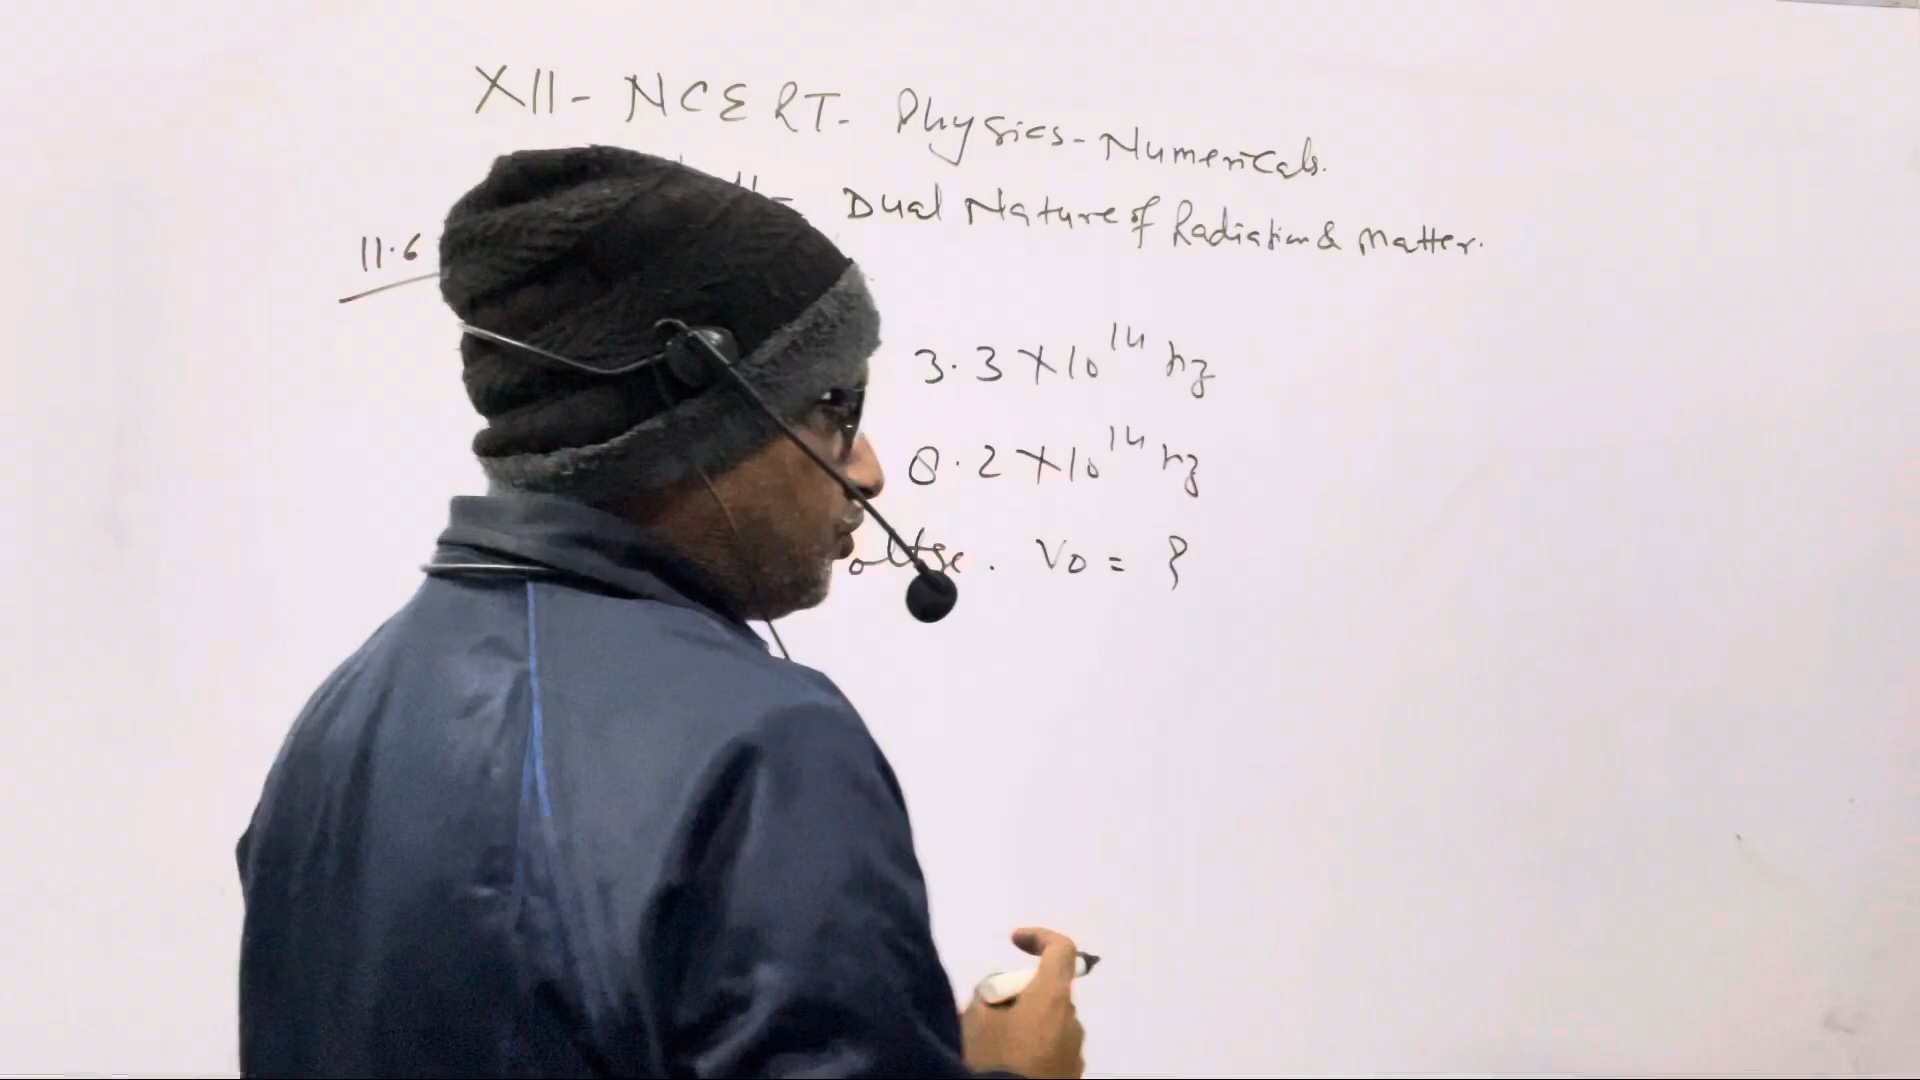 XII - NCERT - Physics - Numericals.
11 - Dual Nature of Radiation & Matter.
11.6
3.3 X 10^14 hz
8.2 X 10^14 hz
V0 = ?